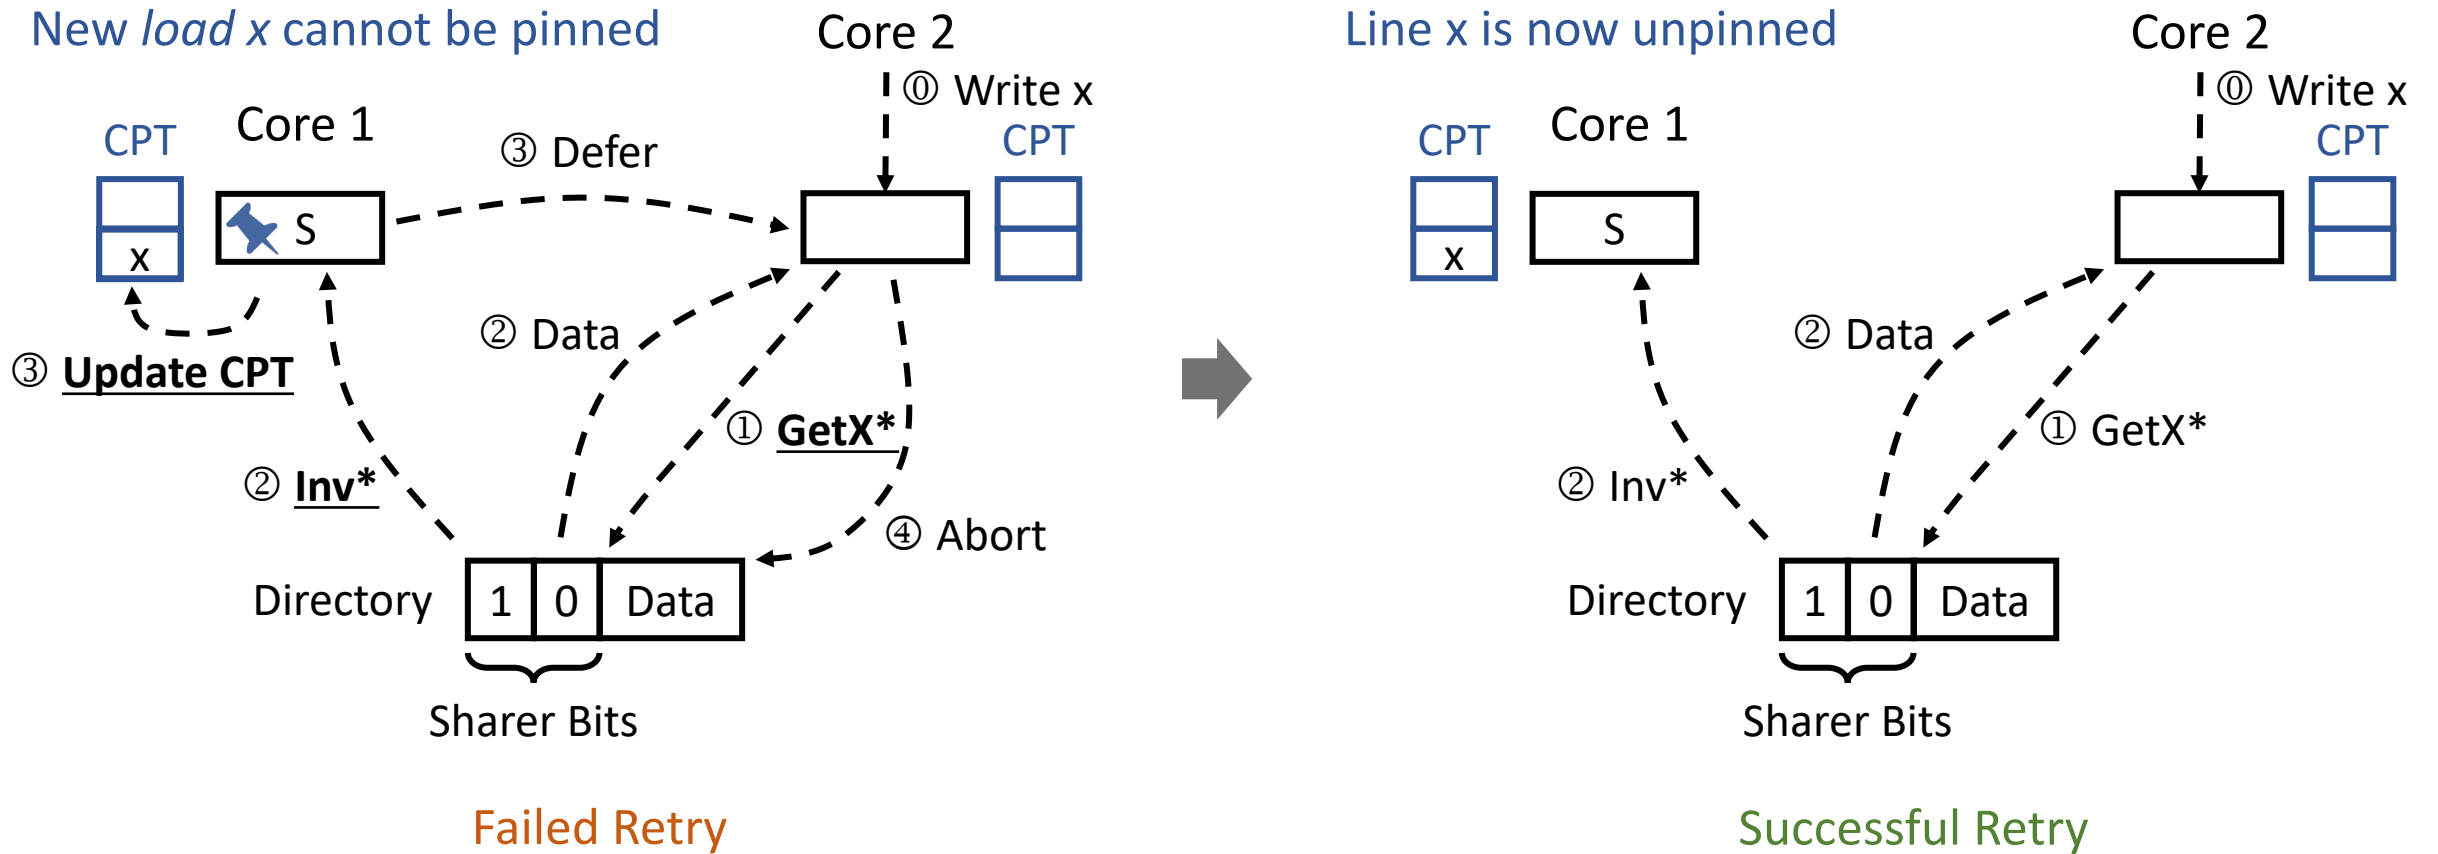 New load x cannot be pinned
Core 2
⓪ Write x
Core 1
CPT
CPT
③ Defer
S
x
② Data
③ Update CPT
① GetX*
② Inv*
④ Abort
Directory
1
0
Data
Sharer Bits
Failed Retry
Line x is now unpinned
Core 2
⓪ Write x
Core 1
CPT
CPT
S
x
② Data
① GetX*
② Inv*
Directory
1
0
Data
Sharer Bits
Successful Retry